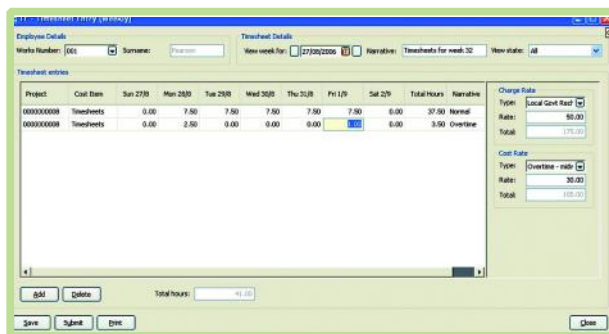 TT - Timesheet Entry (Weekly)
Employee Details
Timesheet Details
Works Number: 001 Surname: Pearson View week for: 27/08/2006 Narrative: Timesheets for week 32 View state: All
Timesheet entries
Project Cost Item Sun 27/8 Mon 28/8 Tue 29/8 Wed 30/8 Thu 31/8 Fri 1/9 Sat 2/9 Total Hours Narrative
0000000008 Timesheets 0.00 7.50 7.50 7.50 7.50 7.50 0.00 37.50 Normal
0000000008 Timesheets 0.00 2.50 0.00 0.00 0.00 1.00 0.00 3.50 Overtime
Charge Rate
Type: Local Govt Rest
Rate: 50.00
Total: 175.00
Cost Rate
Type: Overtime - midr
Rate: 30.00
Total: 105.00
Add Delete Total hours: 41.00
Save Submit Print Close